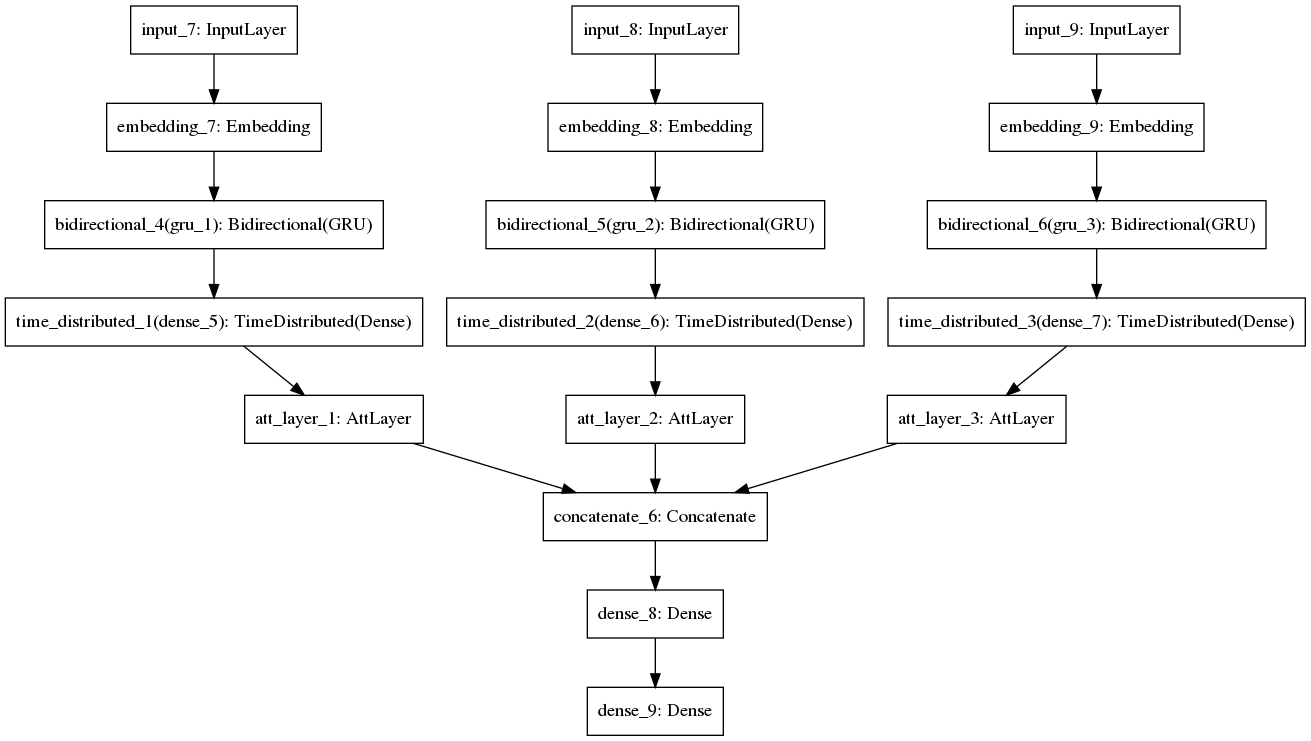 input_7: InputLayer
input_8: InputLayer
input_9: InputLayer
embedding_7: Embedding
embedding_8: Embedding
embedding_9: Embedding
bidirectional_4(gru_1): Bidirectional(GRU)
bidirectional_5(gru_2): Bidirectional(GRU)
bidirectional_6(gru_3): Bidirectional(GRU)
time_distributed_1(dense_5): TimeDistributed(Dense)
time_distributed_2(dense_6): TimeDistributed(Dense)
time_distributed_3(dense_7): TimeDistributed(Dense)
att_layer_1: AttLayer
att_layer_2: AttLayer
att_layer_3: AttLayer
concatenate_6: Concatenate
dense_8: Dense
dense_9: Dense